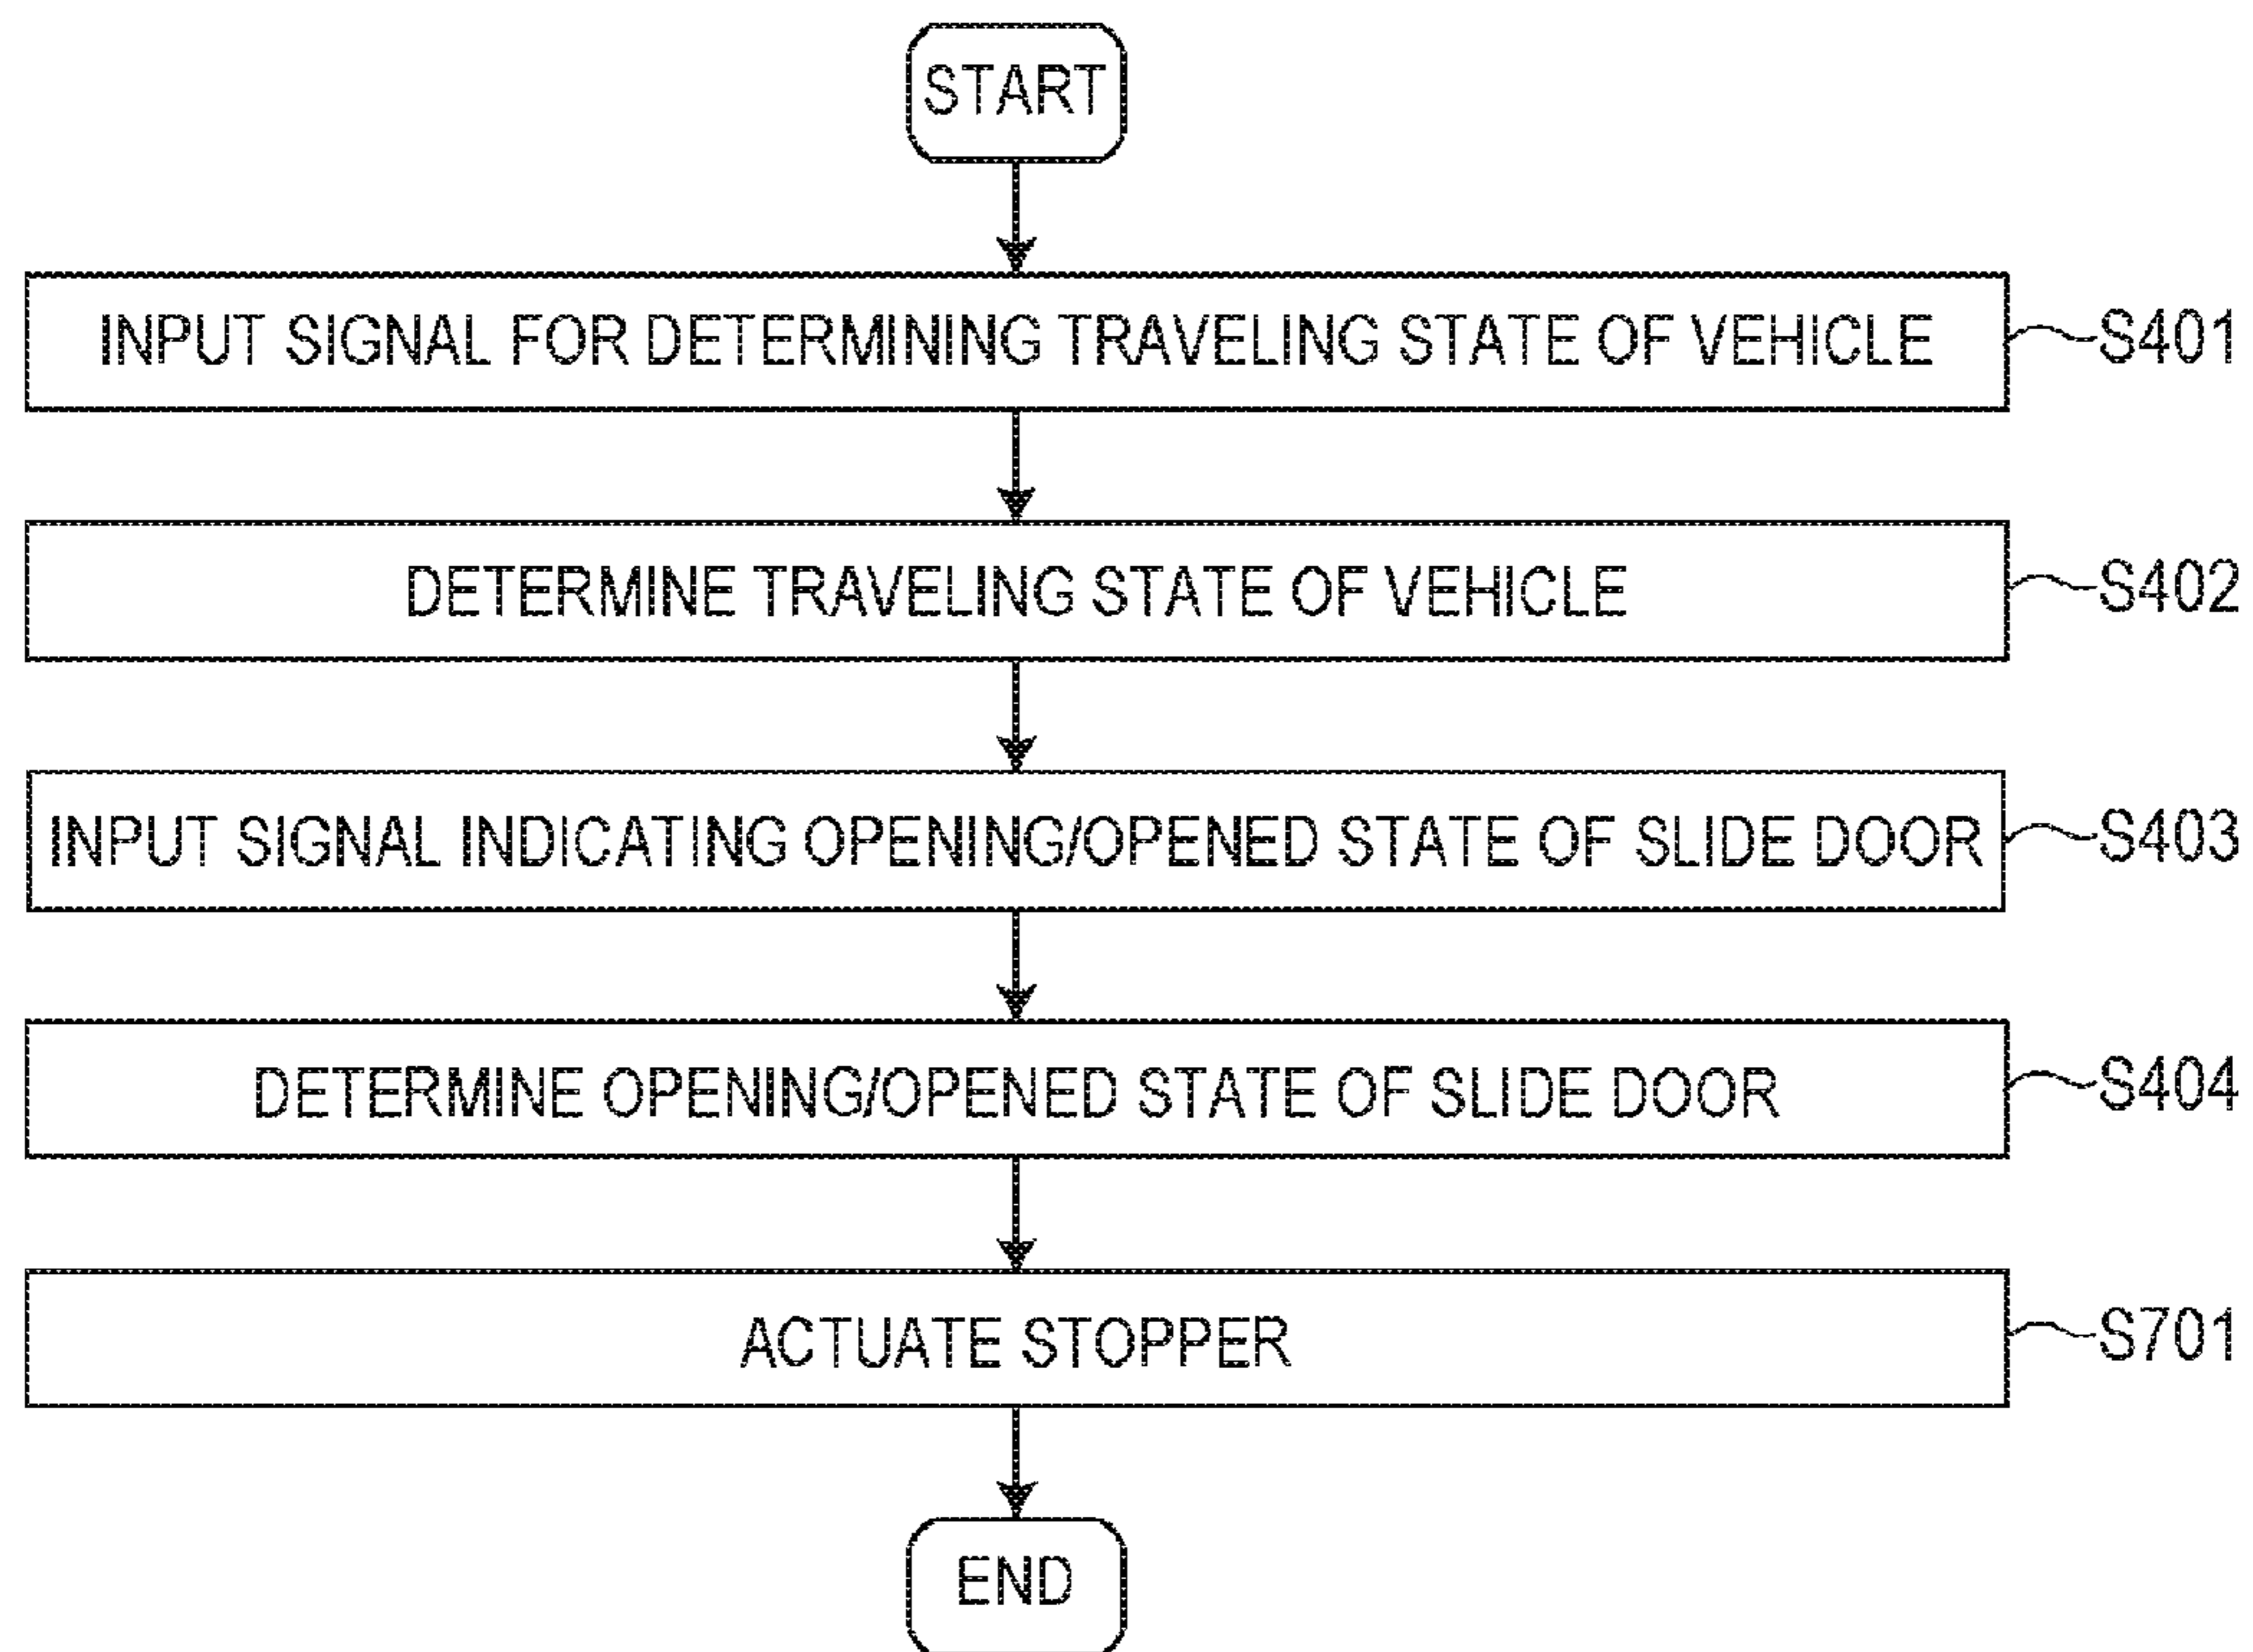 START
INPUT SIGNAL FOR DETERMINING TRAVELING STATE OF VEHICLE
S401
DETERMINE TRAVELING STATE OF VEHICLE
S402
INPUT SIGNAL INDICATING OPENING/OPENED STATE OF SLIDE DOOR
S403
DETERMINE OPENING/OPENED STATE OF SLIDE DOOR
S404
ACTUATE STOPPER
S701
END